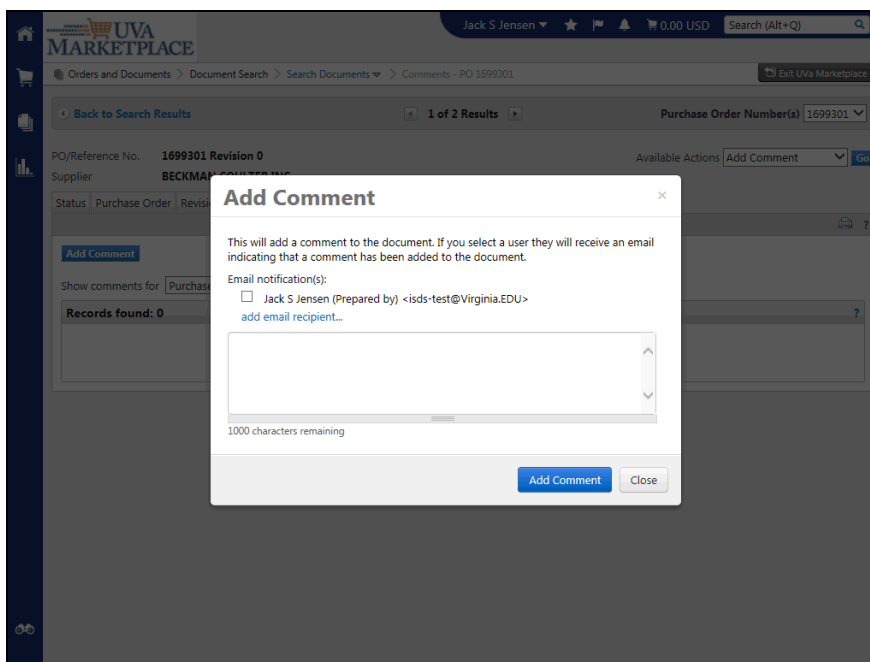 UVA
MARKETPLACE
Jack S Jensen
0.00 USD
Search (Alt+Q)
Orders and Documents > Document Search > Search Documents > Comments - PO 1699301
Exit UVa Marketplace
Back to Search Results
1 of 2 Results
Purchase Order Number(s) 1699301
PO/Reference No. 1699301 Revision 0
Available Actions Add Comment Go
Supplier BECKMAN COULTER INC
Status Purchase Order
Add Comment
Show comments for
Records found: 0
?
?
Add Comment
×
This will add a comment to the document. If you select a user they will receive an email
indicating that a comment has been added to the document.
Email notification(s):
Jack S Jensen (Prepared by) <isds-test@Virginia.EDU>
add email recipient...
1000 characters remaining
Add Comment
Close